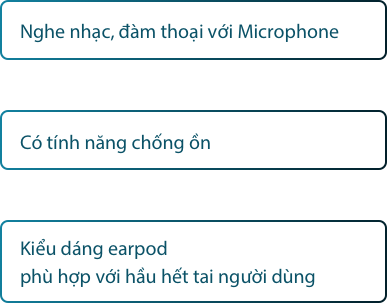 Nghe nhạc, đàm thoại với Microphone
Có tính năng chống ồn
Kiểu dáng earpod
phù hợp với hầu hết tai người dùng